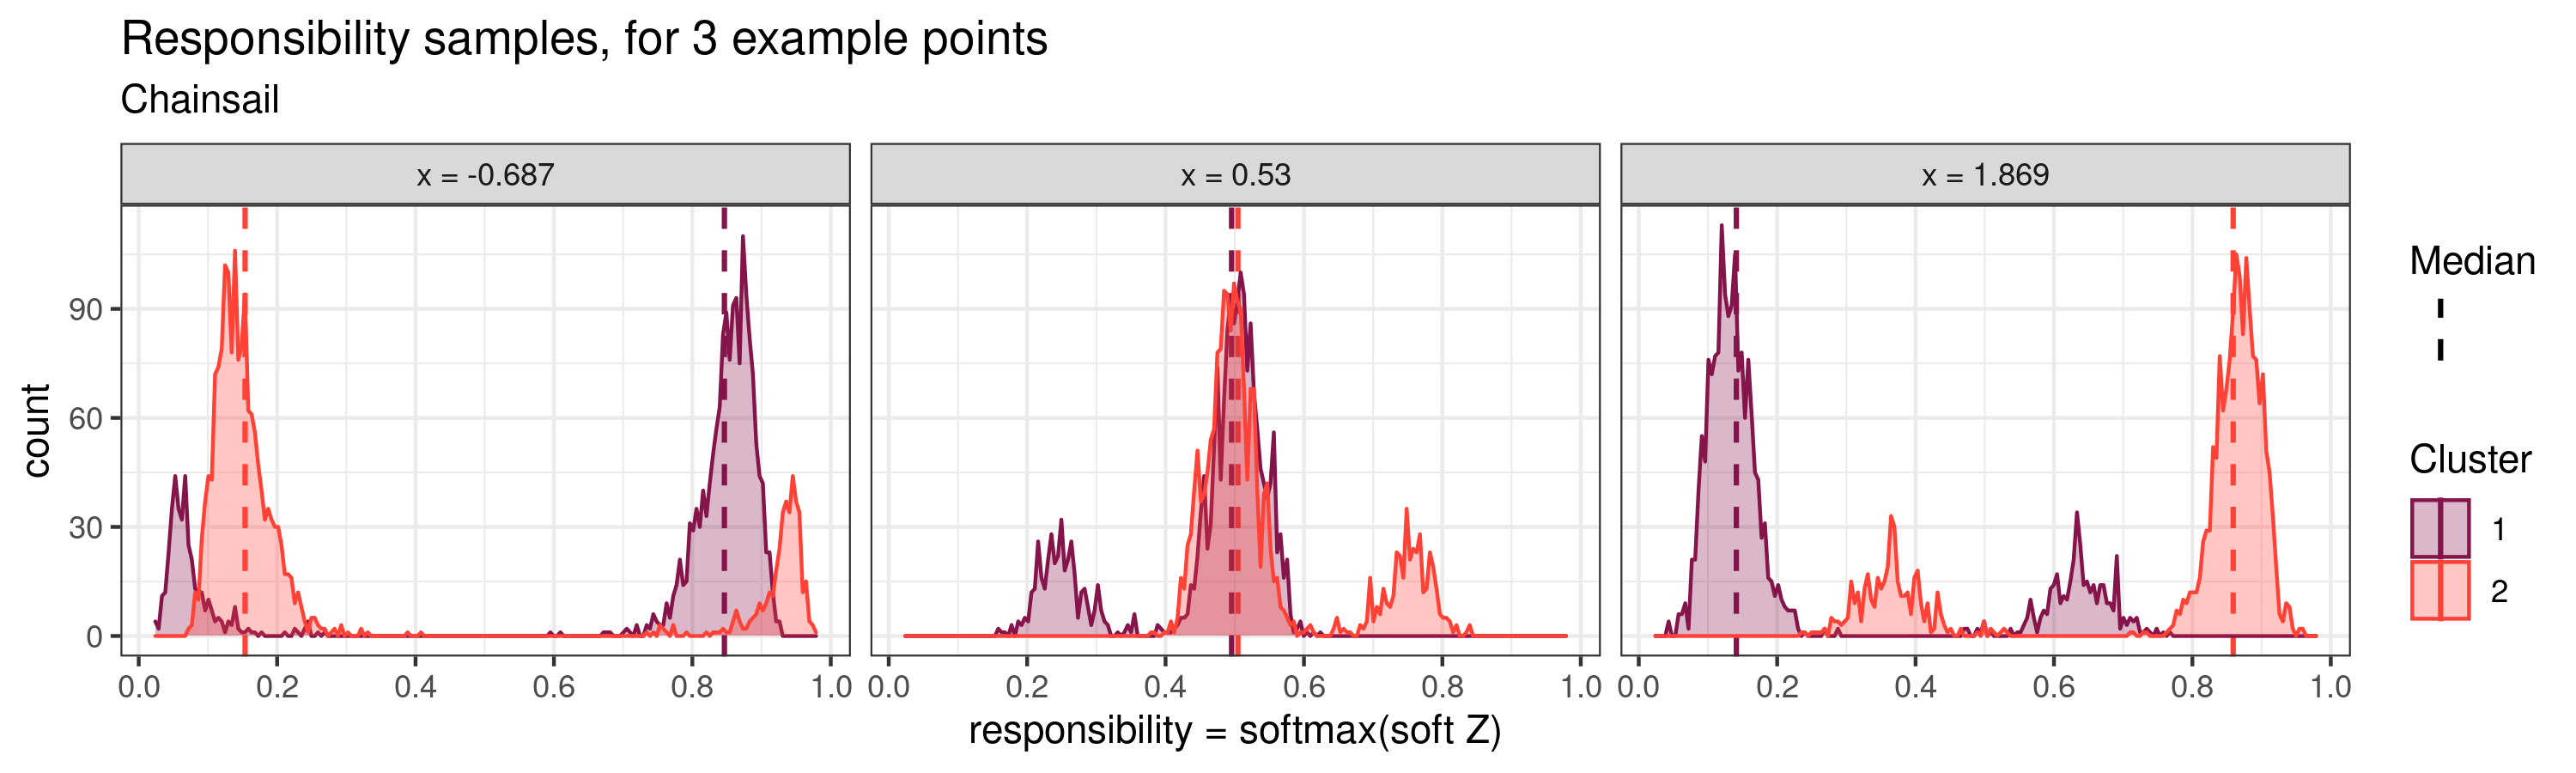 Responsibility samples, for 3 example points
Chainsail
x = -0.687
x = 0.53
x = 1.869
count
90
60
30
0
0.0 0.2 0.4 0.6 0.8 1.0
0.0 0.2 0.4 0.6 0.8 1.0
0.0 0.2 0.4 0.6 0.8 1.0
responsibility = softmax(soft Z)
Median
Cluster
1
2